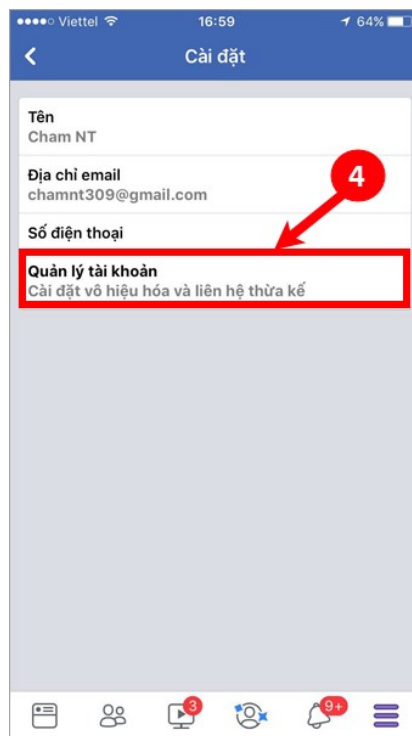 Viettel 16:59 64%
Cài đặt
Tên
Cham NT
Địa chỉ email
chamnt309@gmail.com
4
Số điện thoại
Quản lý tài khoản
Cài đặt vô hiệu hóa và liên hệ thừa kế
3 9+